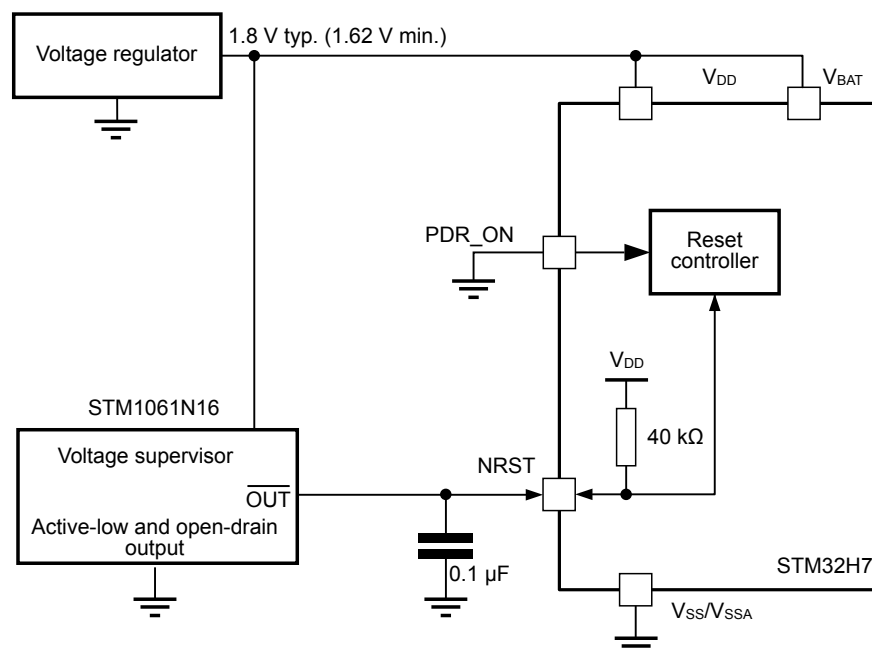 Voltage regulator
1.8 V typ. (1.62 V min.)
VDD
VBAT
PDR_ON
Reset
controller
VDD
STM1061N16
40 kΩ
Voltage supervisor
NRST
OUT
Active-low and open-drain
output
0.1 µF
STM32H7
VSS/VSSA